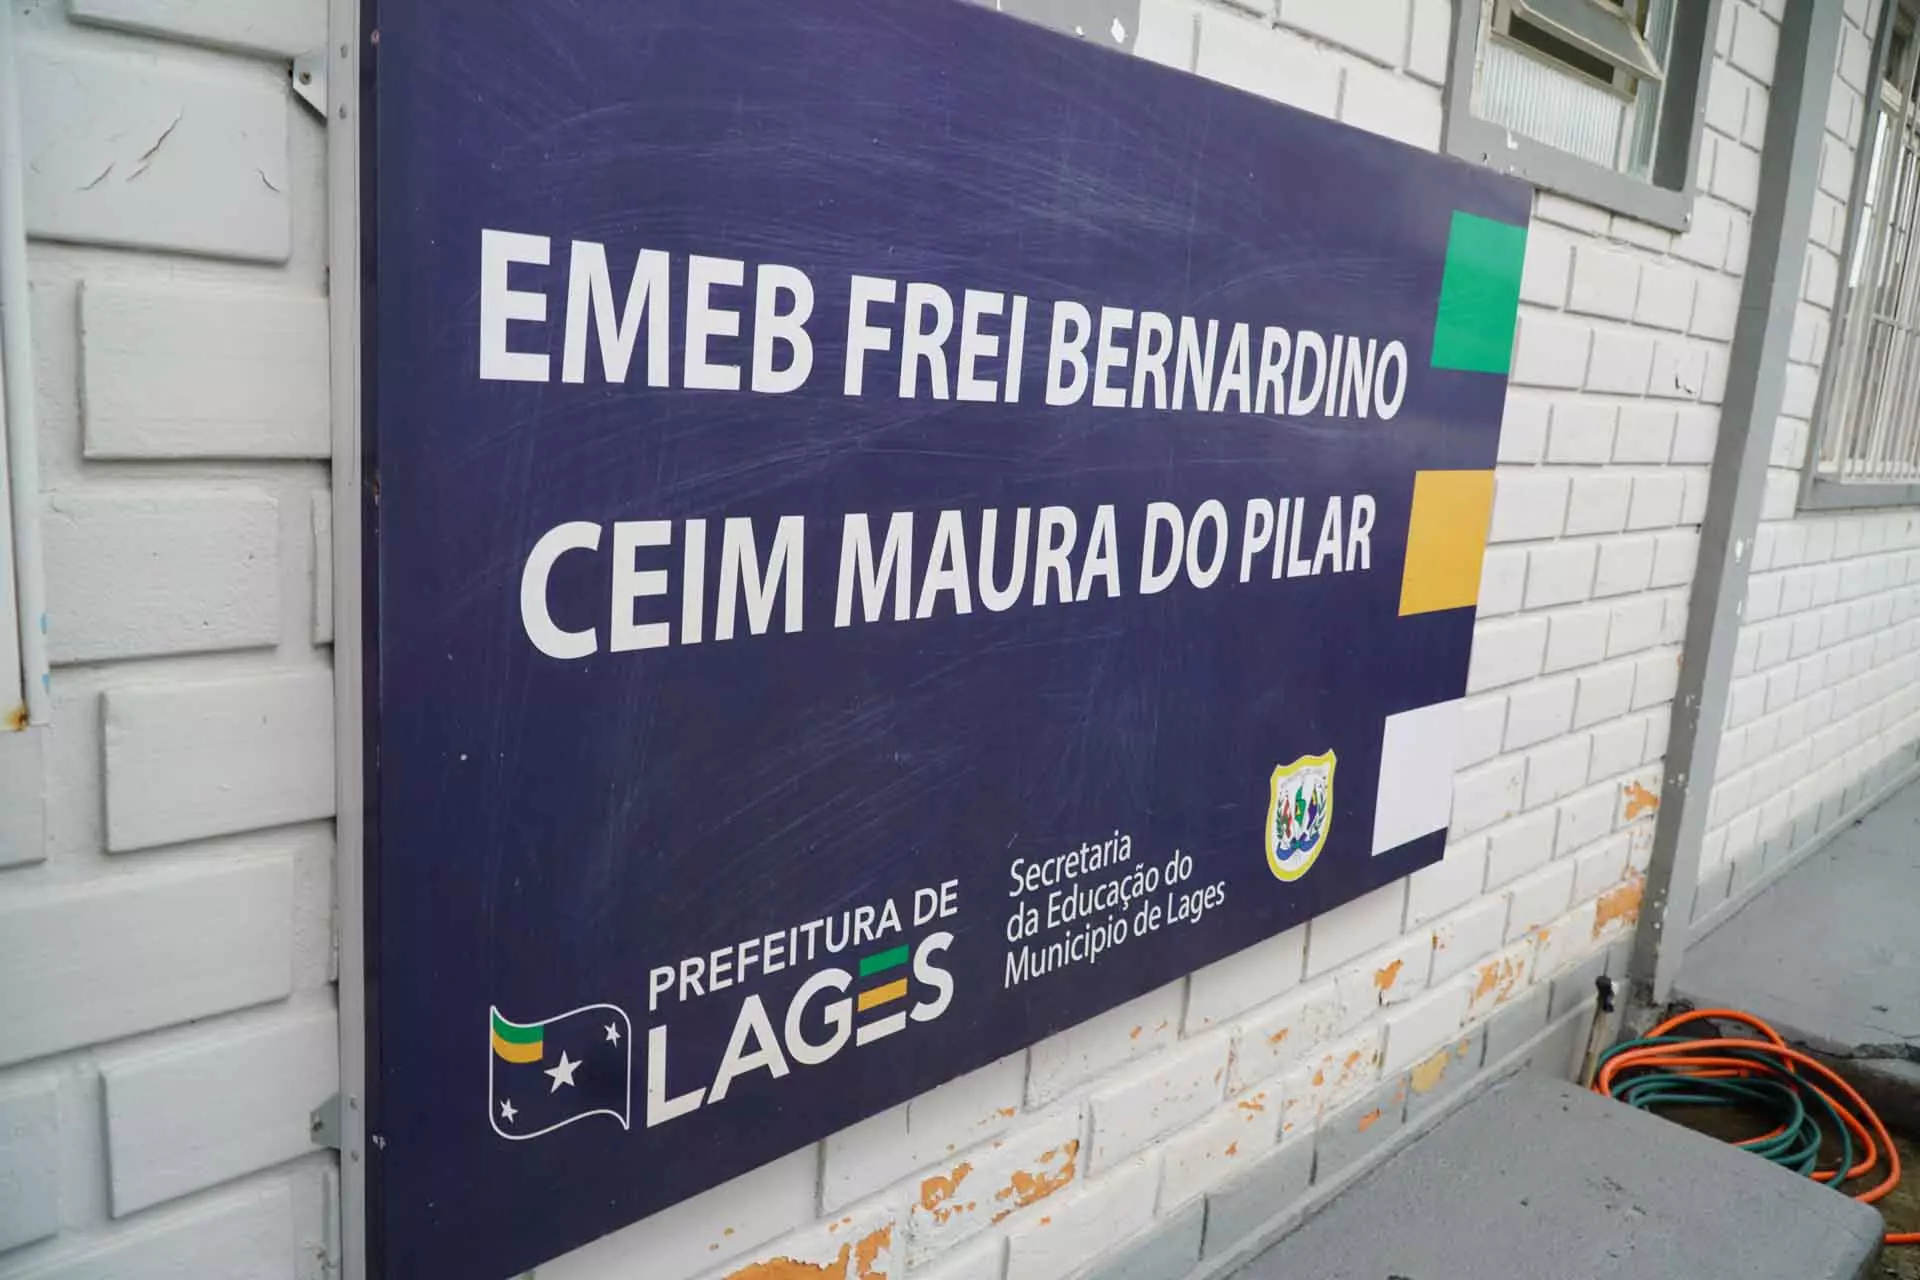 EMEB FREI BERNARDINO
CEIM MAURA DO PILAR
PREFEITURA DE
LAGES
Secretaria
da Educação do
Municipio de Lages